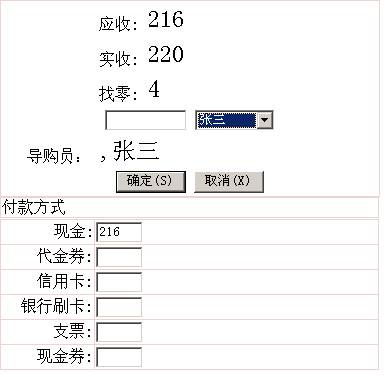 应收: 216
实收: 220
找零: 4
张三
导购员: ,张三
确定(S) 取消(X)
付款方式
现金: 216
代金券:
信用卡:
银行刷卡:
支票:
现金券: